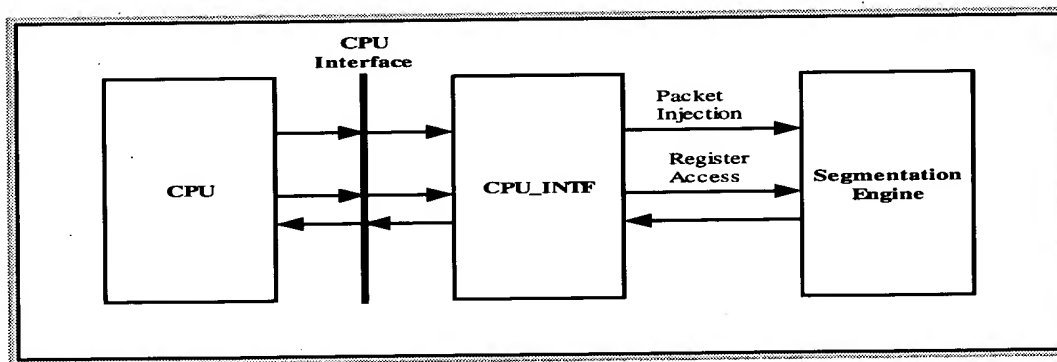 CPU
Interface
CPU
CPU_INTF
Packet
Injection
Register
Access
Segmentation
Engine